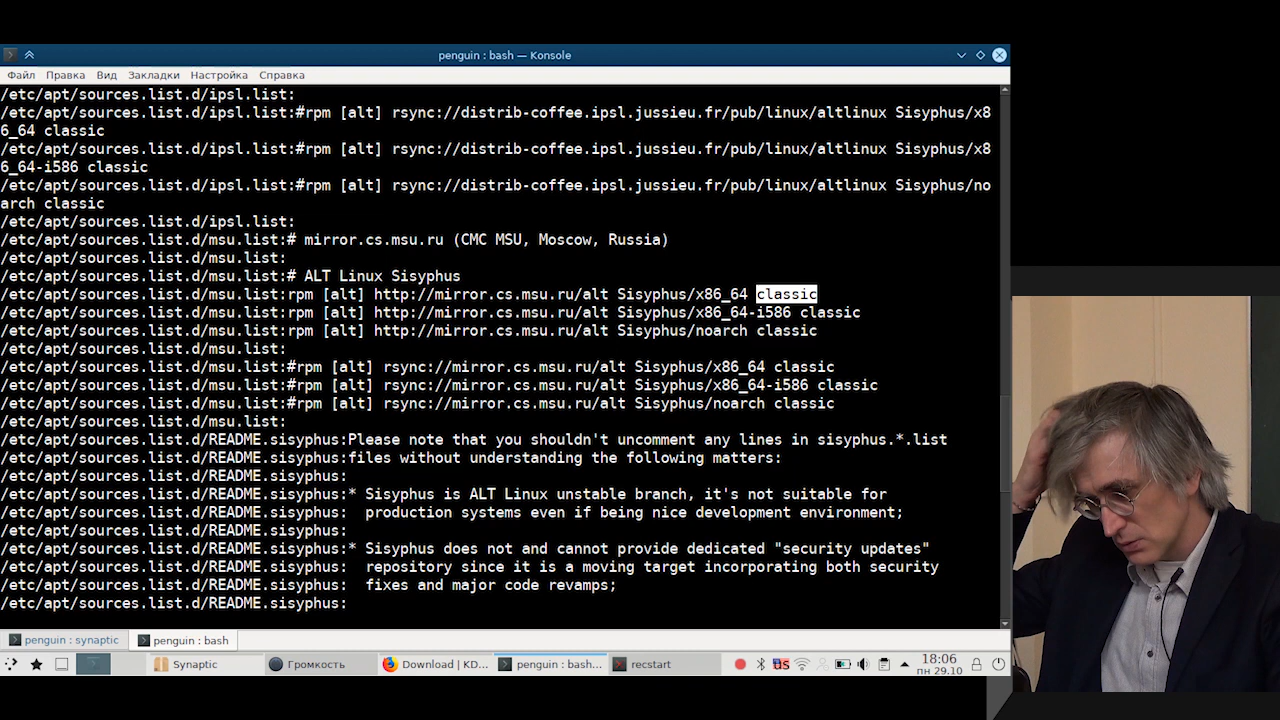 penguin : bash — Konsole
Файл Правка Вид Закладки Настройка Справка
/etc/apt/sources.list.d/ipsl.list:
/etc/apt/sources.list.d/ipsl.list:#rpm [alt] rsync://distrib-coffee.ipsl.jussieu.fr/pub/linux/altlinux Sisyphus/x8
6_64 classic
/etc/apt/sources.list.d/ipsl.list:#rpm [alt] rsync://distrib-coffee.ipsl.jussieu.fr/pub/linux/altlinux Sisyphus/x8
6_64-i586 classic
/etc/apt/sources.list.d/ipsl.list:#rpm [alt] rsync://distrib-coffee.ipsl.jussieu.fr/pub/linux/altlinux Sisyphus/no
arch classic
/etc/apt/sources.list.d/ipsl.list:
/etc/apt/sources.list.d/msu.list:# mirror.cs.msu.ru (CMC MSU, Moscow, Russia)
/etc/apt/sources.list.d/msu.list:
/etc/apt/sources.list.d/msu.list:# ALT Linux Sisyphus
/etc/apt/sources.list.d/msu.list:rpm [alt] http://mirror.cs.msu.ru/alt Sisyphus/x86_64 classic
/etc/apt/sources.list.d/msu.list:rpm [alt] http://mirror.cs.msu.ru/alt Sisyphus/x86_64-i586 classic
/etc/apt/sources.list.d/msu.list:rpm [alt] http://mirror.cs.msu.ru/alt Sisyphus/noarch classic
/etc/apt/sources.list.d/msu.list:
/etc/apt/sources.list.d/msu.list:#rpm [alt] rsync://mirror.cs.msu.ru/alt Sisyphus/x86_64 classic
/etc/apt/sources.list.d/msu.list:#rpm [alt] rsync://mirror.cs.msu.ru/alt Sisyphus/x86_64-i586 classic
/etc/apt/sources.list.d/msu.list:#rpm [alt] rsync://mirror.cs.msu.ru/alt Sisyphus/noarch classic
/etc/apt/sources.list.d/msu.list:
/etc/apt/sources.list.d/README.sisyphus:Please note that you shouldn't uncomment any lines in sisyphus.*.list
/etc/apt/sources.list.d/README.sisyphus:files without understanding the following matters:
/etc/apt/sources.list.d/README.sisyphus:
/etc/apt/sources.list.d/README.sisyphus:* Sisyphus is ALT Linux unstable branch, it's not suitable for
/etc/apt/sources.list.d/README.sisyphus:  production systems even if being nice development environment;
/etc/apt/sources.list.d/README.sisyphus:
/etc/apt/sources.list.d/README.sisyphus:* Sisyphus does not and cannot provide dedicated "security updates"
/etc/apt/sources.list.d/README.sisyphus:  repository since it is a moving target incorporating both security
/etc/apt/sources.list.d/README.sisyphus:  fixes and major code revamps;
/etc/apt/sources.list.d/README.sisyphus:
penguin : synaptic penguin : bash
Synaptic Громкость Download | KD... penguin : bash... recstart US 18:06
пн 29.10